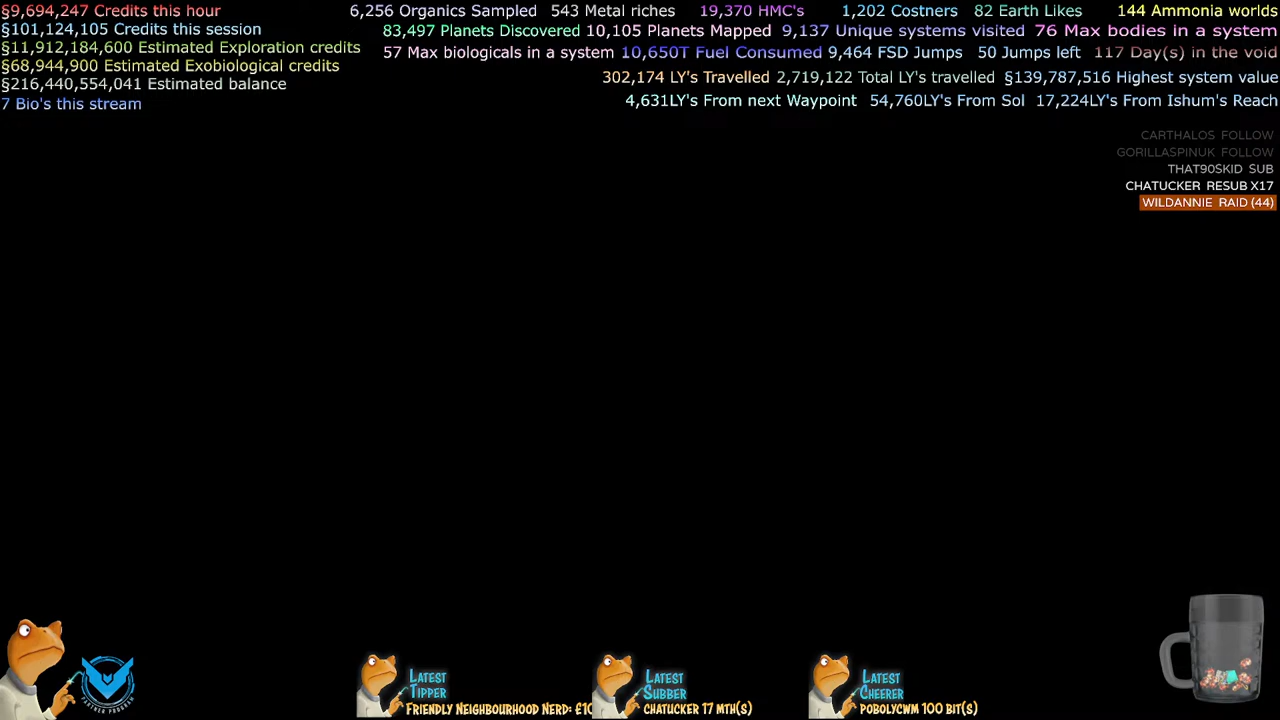 §9,694,247 Credits this hour
§101,124,105 Credits this session
§11,912,184,600 Estimated Exploration credits
§68,944,900 Estimated Exobiological credits
§216,440,554,041 Estimated balance
7 Bio's this stream
6,256 Organics Sampled 543 Metal riches 19,370 HMC's 1,202 Costners 82 Earth Likes 144 Ammonia worlds
83,497 Planets Discovered 10,105 Planets Mapped 9,137 Unique systems visited 76 Max bodies in a system
57 Max biologicals in a system 10,650T Fuel Consumed 9,464 FSD Jumps 50 Jumps left 117 Day(s) in the void
302,174 LY's Travelled 2,719,122 Total LY's travelled §139,787,516 Highest system value
4,631LY's From next Waypoint 54,760LY's From Sol 17,224LY's From Ishum's Reach
CARTHALOS FOLLOW
GORILLASPINUK FOLLOW
THAT90SKID SUB
CHATUCKER RESUB X17
WILDANNIE RAID (44)
PARTNER PROGRAM
LATEST
TIPPER
FRIENDLY NEIGHBOURHOOD NERD: £10
LATEST
SUBBER
CHATUCKER 17 MTH(S)
LATEST
CHEERER
POBOLYCWM 100 BIT(S)